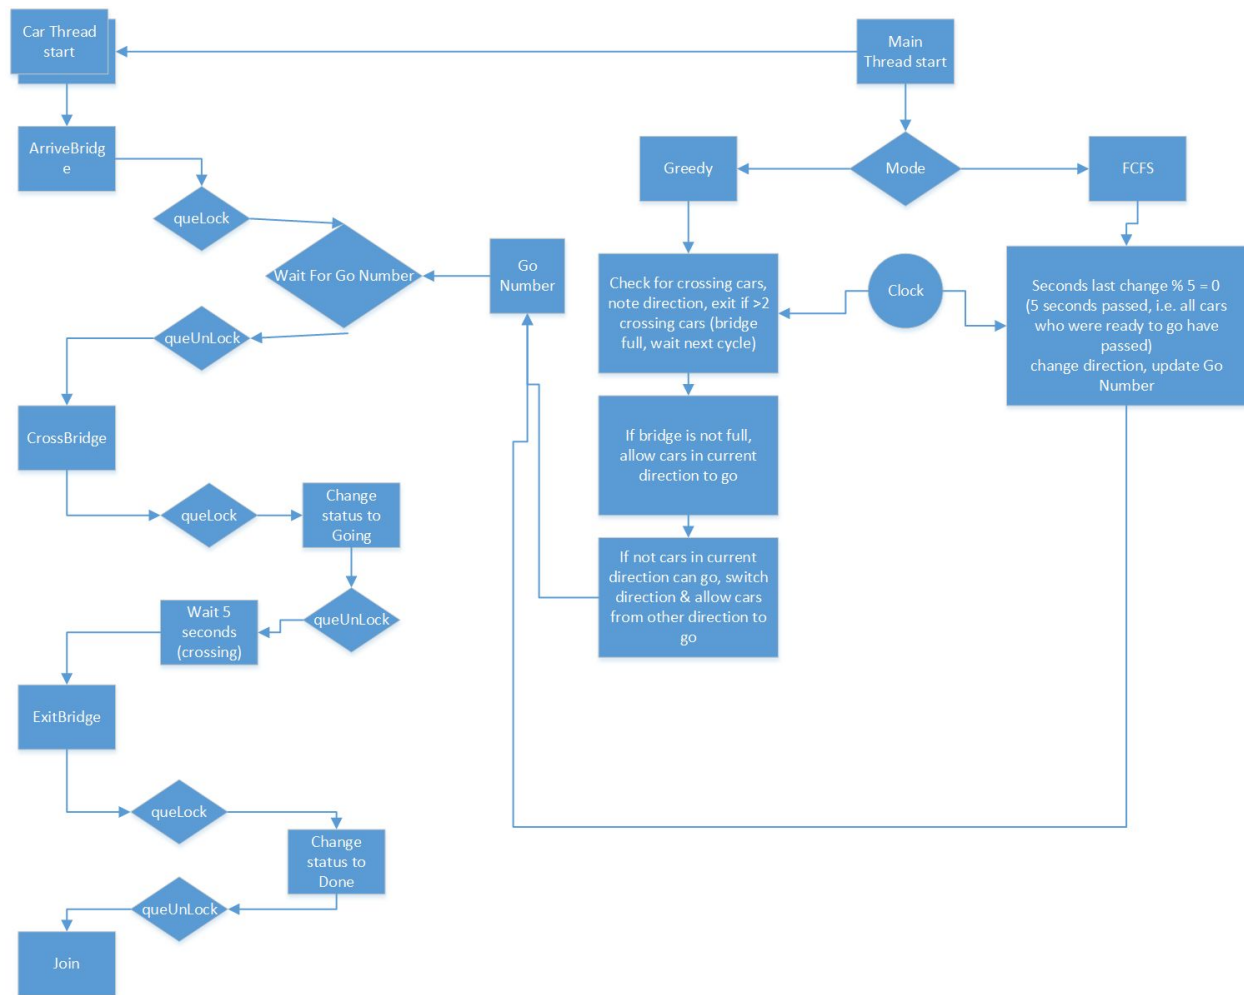 Car Thread
start
Main
Thread start
ArriveBridg
e
Greedy
Mode
FCFS
queLock
Wait For Go Number
Go
Number
Check for crossing cars,
note direction, exit if >2
crossing cars (bridge
full, wait next cycle)
Clock
Seconds last change % 5 = 0
(5 seconds passed, i.e. all cars
who were ready to go have
passed)
change direction, update Go
Number
queUnLock
CrossBridge
If bridge is not full,
allow cars in current
direction to go
queLock
Change
status to
Going
If not cars in current
direction can go, switch
direction & allow cars
from other direction to
go
Wait 5
seconds
(crossing)
queUnLock
ExitBridge
queLock
Change
status to
Done
queUnLock
Join